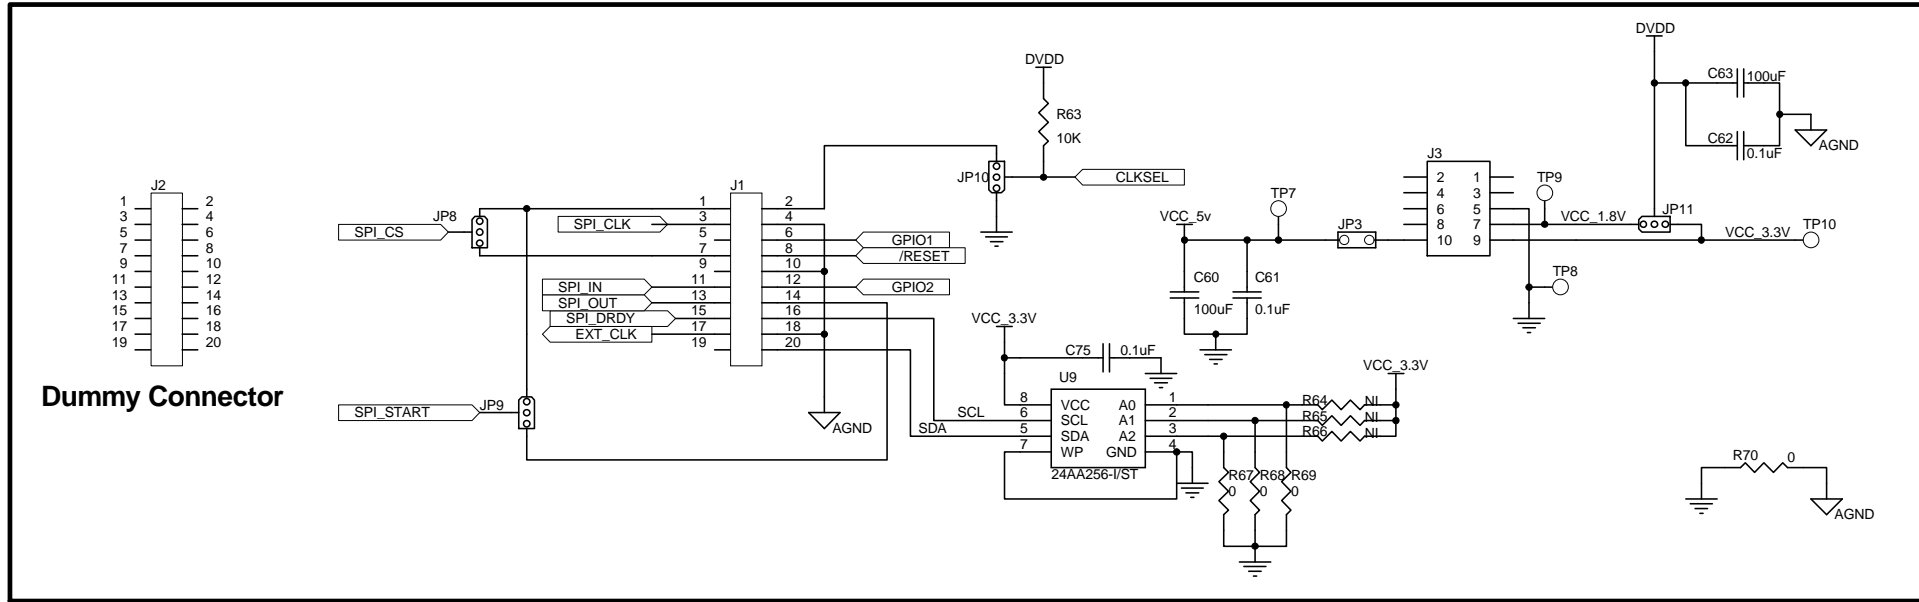 DVDD
C63 100uF
C62 0.1uF
AGND
DVDD
R63
10K
JP10
CLKSEL
J2
1 2
3 4
5 6
7 8
9 10
11 12
13 14
15 16
17 18
19 20
Dummy Connector
SPI_CS
JP8
SPI_START
JP9
J1
1 2
3 4
5 6
7 8
9 10
11 12
13 14
15 16
17 18
19 20
SPI_CLK
SPI_IN
SPI_OUT
SPI_DRDY
EXT_CLK
GPIO1
/RESET
GPIO2
AGND
SCL
SDA
VCC_3.3V
C75 0.1uF
U9
8 VCC A0 1
6 SCL A1 2
5 SDA A2 3
7 WP GND 4
24AA256-I/ST
R64 NI
R65 NI
R66 NI
VCC_3.3V
R67 R68 R69
0 0 0
VCC_5v
TP7
C60 C61
100uF 0.1uF
JP3
J3
2 1
4 3
6 5
8 7
10 9
TP9
VCC_1.8V
JP11
VCC_3.3V
TP10
TP8
R70 0
AGND